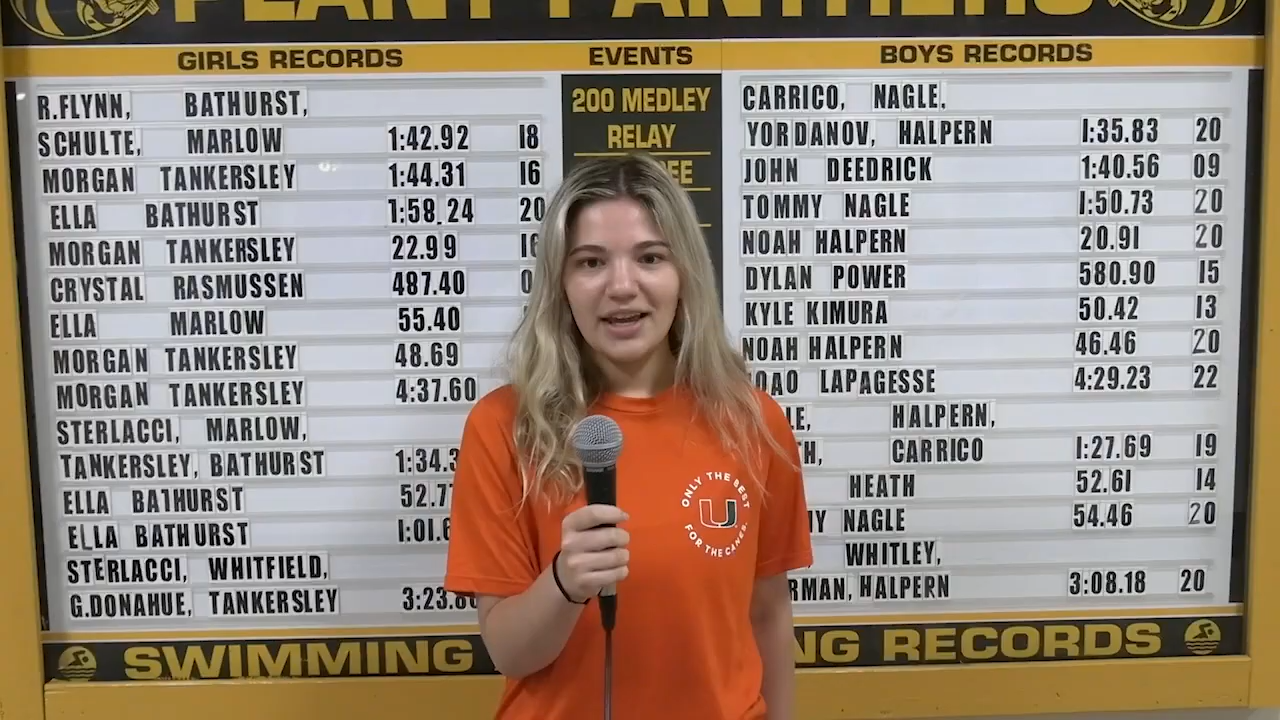 PLANT PANTHERS
GIRLS RECORDS EVENTS BOYS RECORDS
R.FLYNN, BATHURST, 200 MEDLEY CARRICO, NAGLE,
SCHULTE, MARLOW 1:42.92 18 RELAY YORDANOV, HALPERN 1:35.83 20
MORGAN TANKERSLEY 1:44.31 16 JOHN DEEDRICK 1:40.56 09
ELLA BATHURST 1:58.24 20 TOMMY NAGLE 1:50.73 20
MORGAN TANKERSLEY 22.99 NOAH HALPERN 20.91 20
CRYSTAL RASMUSSEN 487.40 DYLAN POWER 580.90 15
ELLA MARLOW 55.40 KYLE KIMURA 50.42 13
MORGAN TANKERSLEY 48.69 NOAH HALPERN 46.46 20
MORGAN TANKERSLEY 4:37.60 LAPAGESSE 4:29.23 22
STERLACCI, MARLOW, HALPERN,
TANKERSLEY, BATHURST CARRICO 1:27.69 19
ELLA BATHURST HEATH 52.61 14
ELLA BATHURST NAGLE 54.46 20
STERLACCI, WHITFIELD, WHITLEY,
G.DONAHUE, TANKERSLEY HALPERN 3:08.18 20
SWIMMING RECORDS
ONLY THE BEST
U
FOR THE CANES.